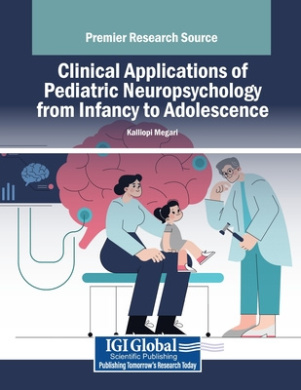 Premier Research Source
Clinical Applications of
Pediatric Neuropsychology
from Infancy to Adolescence
Kalliopi Megari
IGI Global
Scientific Publishing
Publishing Tomorrow's Research Today